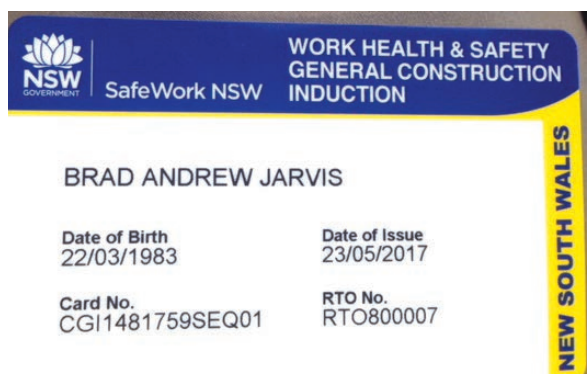 NSW
GOVERNMENT
SafeWork NSW
WORK HEALTH & SAFETY
GENERAL CONSTRUCTION
INDUCTION
BRAD ANDREW JARVIS
Date of Birth
22/03/1983
Date of Issue
23/05/2017
Card No.
CGI1481759SEQ01
RTO No.
RTO800007
NEW SOUTH WALES